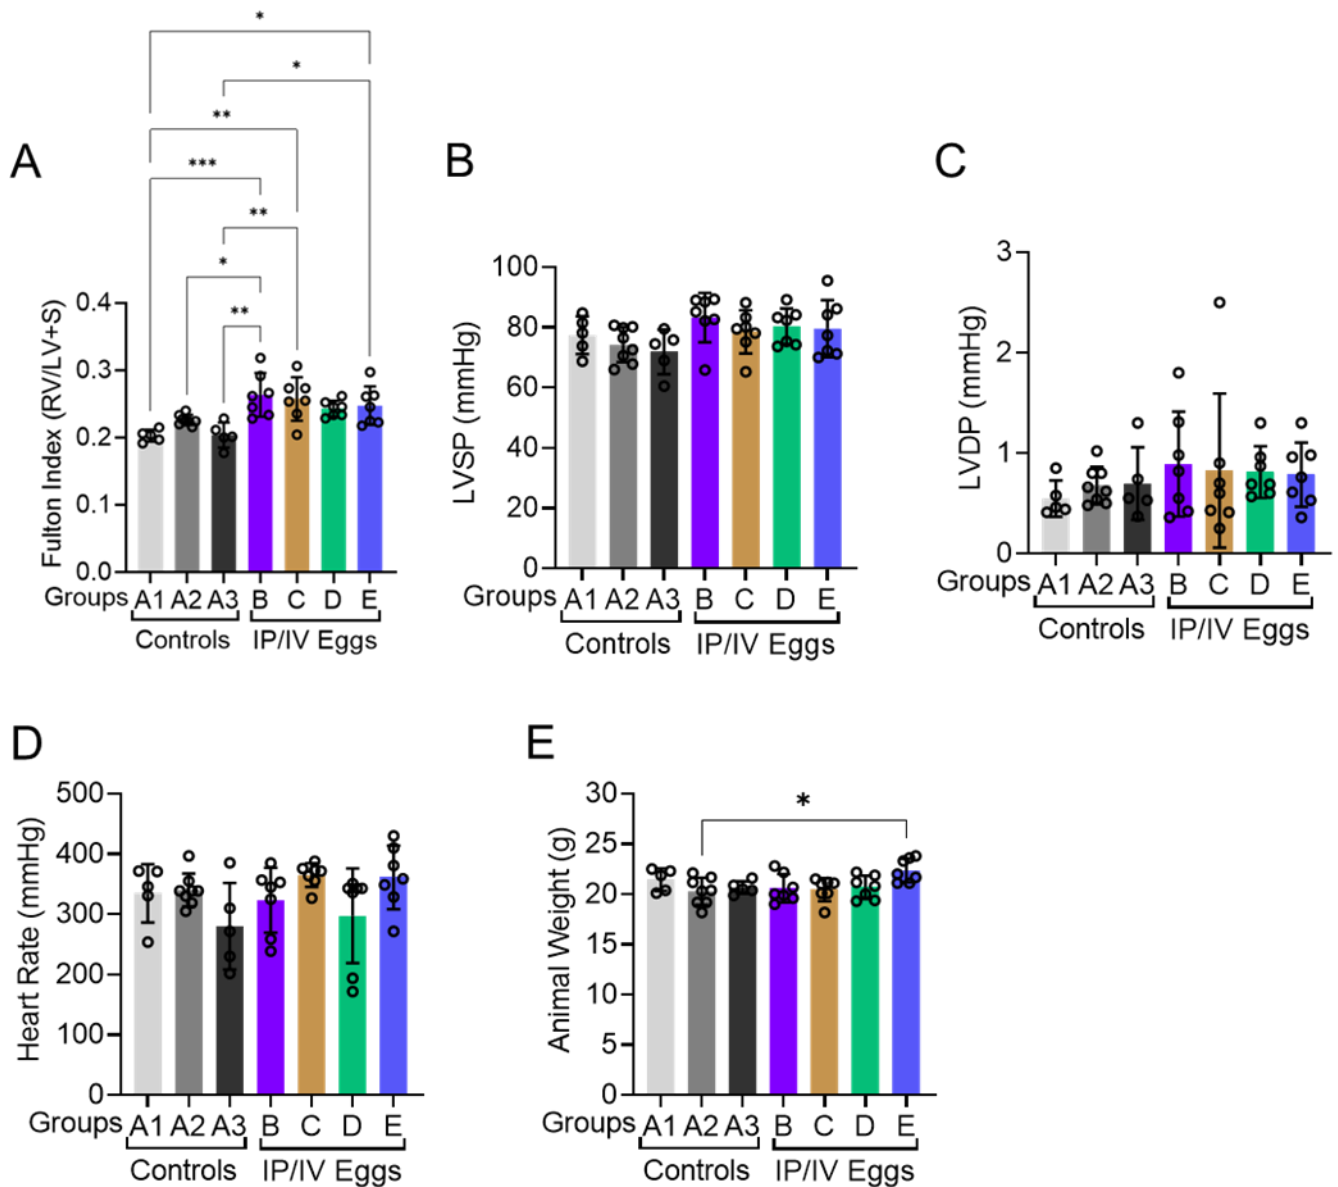 A
*
*
**
***
**
*
**
Fulton Index (RV/LV+S)
0.4
0.3
0.2
0.1
0.0
Groups A1 A2 A3 B C D E
Controls IP/IV Eggs
B
LVSP (mmHg)
100
80
60
40
20
0
Groups A1 A2 A3 B C D E
Controls IP/IV Eggs
C
LVDP (mmHg)
3
2
1
0
Groups A1 A2 A3 B C D E
Controls IP/IV Eggs
D
Heart Rate (mmHg)
500
400
300
200
100
0
Groups A1 A2 A3 B C D E
Controls IP/IV Eggs
E
*
Animal Weight (g)
30
25
20
15
10
5
0
Groups A1 A2 A3 B C D E
Controls IP/IV Eggs